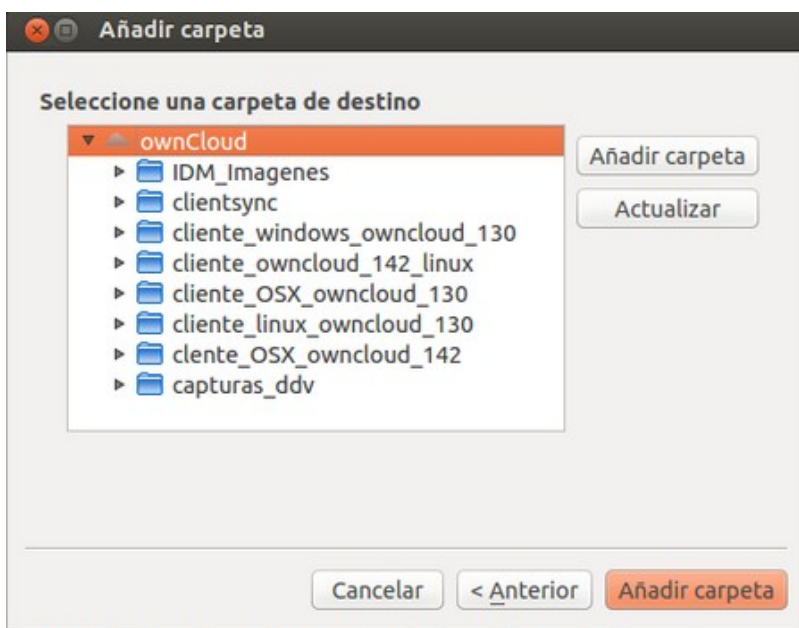 Añadir carpeta
Seleccione una carpeta de destino
ownCloud
IDM_Imagenes
clientsync
cliente_windows_owncloud_130
cliente_owncloud_142_linux
cliente_OSX_owncloud_130
cliente_linux_owncloud_130
clente_OSX_owncloud_142
capturas_ddv
Añadir carpeta
Actualizar
Cancelar
< Anterior
Añadir carpeta